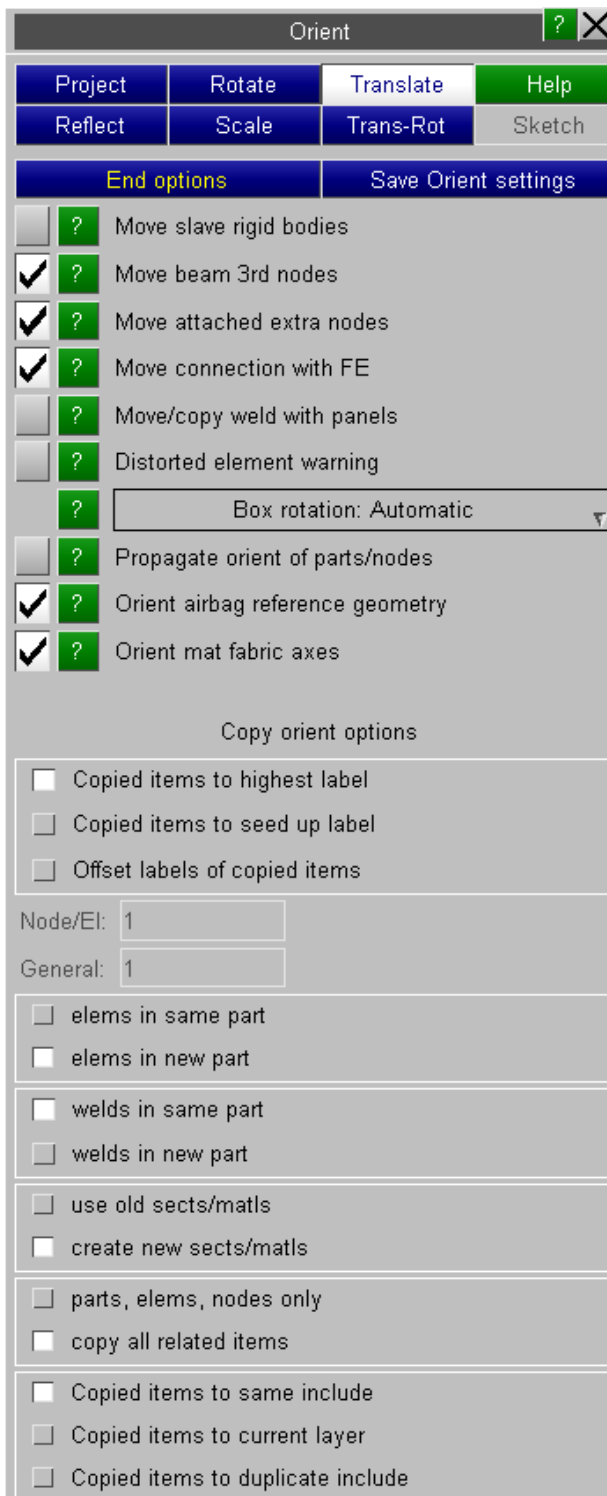 Orient ?
Project Rotate Translate Help
Reflect Scale Trans-Rot Sketch
End options Save Orient settings
? Move slave rigid bodies
? Move beam 3rd nodes
? Move attached extra nodes
? Move connection with FE
? Move/copy weld with panels
? Distorted element warning
? Box rotation: Automatic
? Propagate orient of parts/nodes
? Orient airbag reference geometry
? Orient mat fabric axes
Copy orient options
Copied items to highest label
Copied items to seed up label
Offset labels of copied items
Node/El: 1
General: 1
elems in same part
elems in new part
welds in same part
welds in new part
use old sects/matls
create new sects/matls
parts, elems, nodes only
copy all related items
Copied items to same include
Copied items to current layer
Copied items to duplicate include